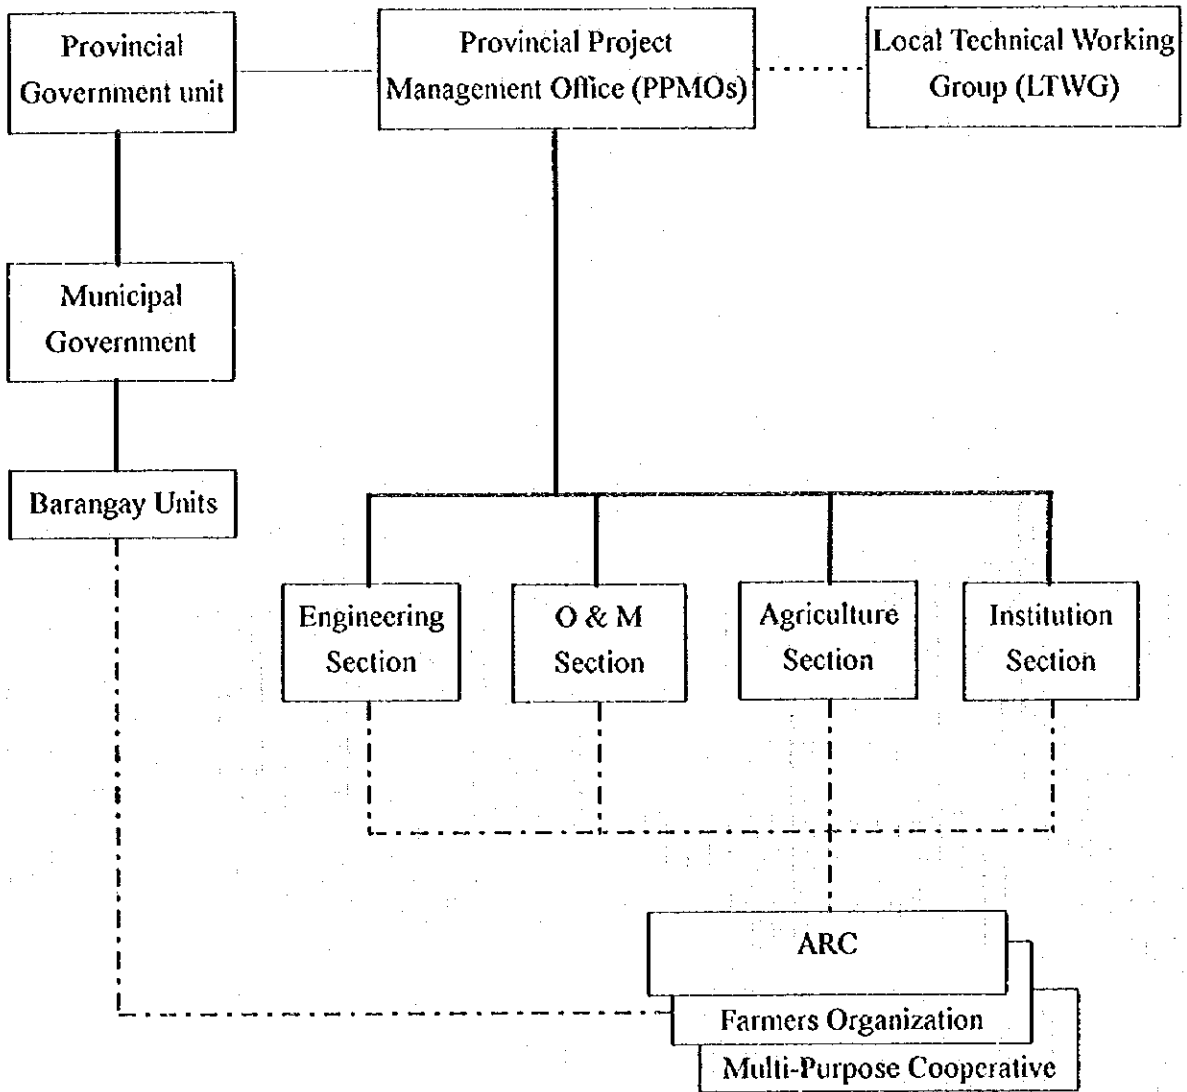 Provincial
Government unit
Provincial Project
Management Office (PPMOs)
Local Technical Working
Group (LTWG)
Municipal
Government
Barangay Units
Engineering
Section
O & M
Section
Agriculture
Section
Institution
Section
ARC
Farmers Organization
Multi-Purpose Cooperative